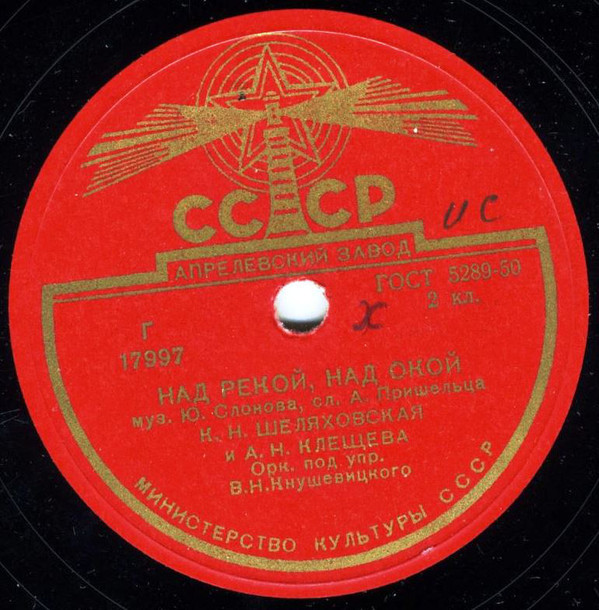 СССР
ис
АПРЕЛЕВСКИЙ ЗАВОД
ГОСТ 5289-50
2 кл.
х
Г
17997
НАД РЕКОЙ, НАД ОКОЙ
муз. Ю. Слонова, сл. А. Пришельца
К. Н. ШЕЛЯХОВСКАЯ
и А. Н. КЛЕЩЕВА
Орк. под упр.
В.Н.Кнушевицкого
МИНИСТЕРСТВО КУЛЬТУРЫ СССР